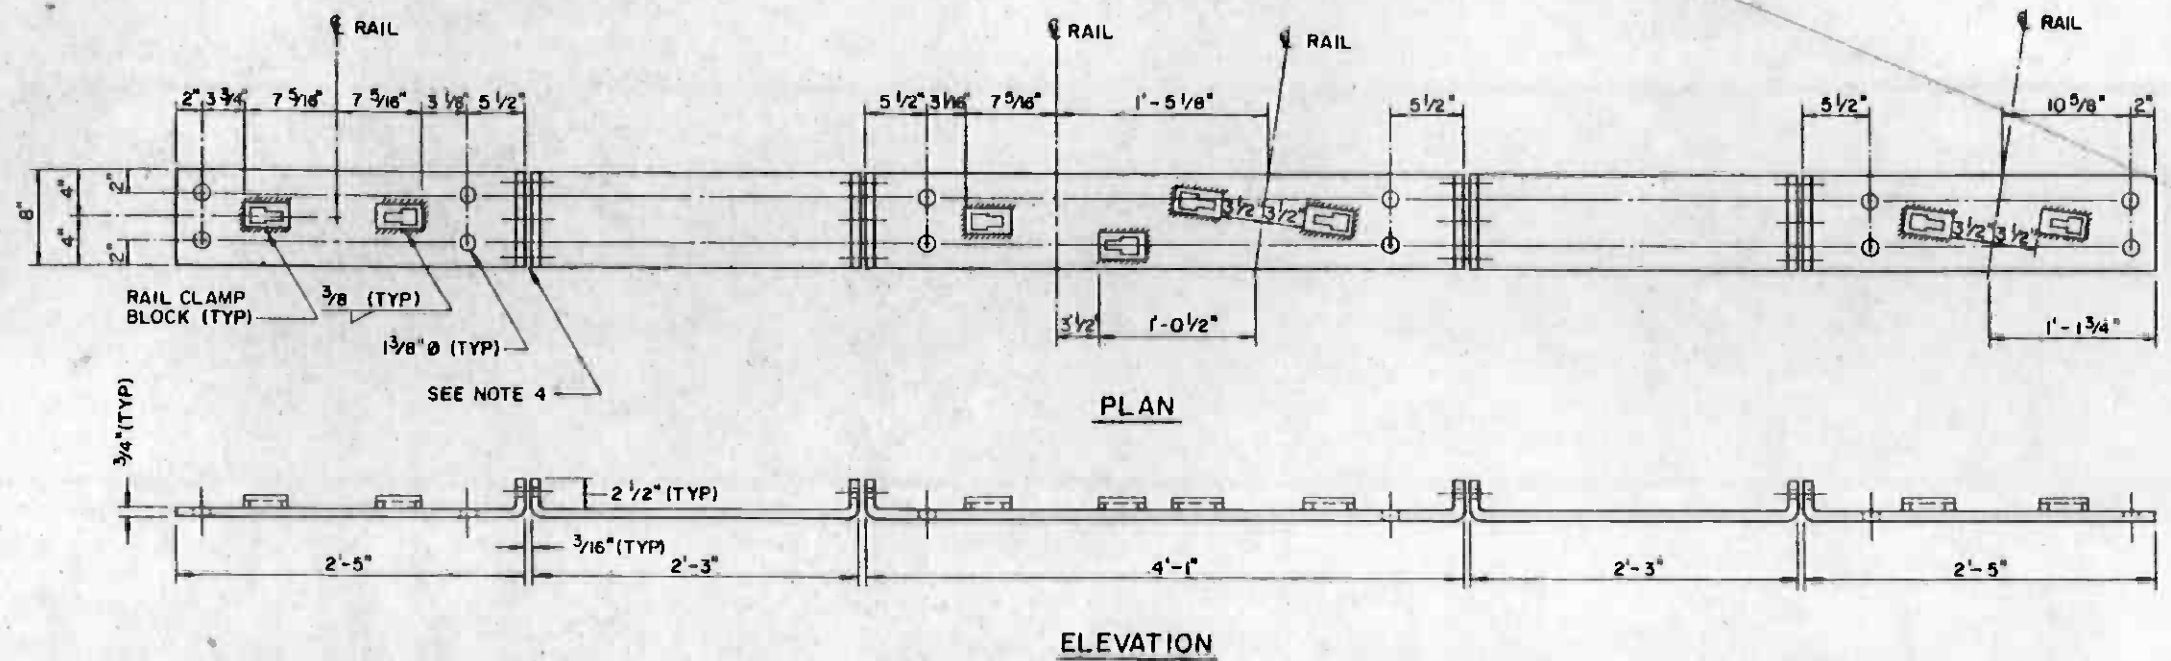 ℄ RAIL
℄ RAIL
℄ RAIL
℄ RAIL
2" 3 3/4" 7 5/16" 7 5/16" 3 1/8" 5 1/2"
5 1/2" 3 1/16" 7 5/16" 1'-5 1/8" 5 1/2"
5 1/2" 10 5/8" 2"
8"
4"
4"
2"
2"
3 1/2" 3 1/2"
3 1/2" 3 1/2"
RAIL CLAMP
BLOCK (TYP)
3/8 (TYP)
1 3/8" Ø (TYP)
SEE NOTE 4
3 1/2" 1'-0 1/2"
1'-1 3/4"
PLAN
3/4" (TYP)
2 1/2" (TYP)
3/16" (TYP)
2'-5" 2'-3" 4'-1" 2'-3" 2'-5"
ELEVATION